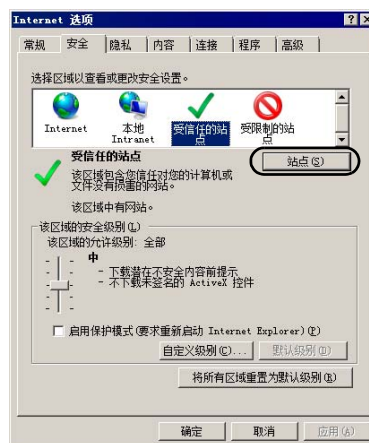 Internet 选项
常规 安全 隐私 内容 连接 程序 高级
选择区域以查看或更改安全设置。
Internet 本地 Intranet 受信任的站点 受限制的站点
受信任的站点
站点(S)
该区域包含您信任对您的计算机或
文件没有损害的网站。
该区域中有网站。
该区域的安全级别(L)
该区域的允许级别: 全部
中
- 下载潜在不安全内容前提示
- 不下载未签名的 ActiveX 控件
启用保护模式(要求重新启动 Internet Explorer)(P)
自定义级别(C)... 默认级别(D)
将所有区域重置为默认级别(R)
确定 取消 应用(A)